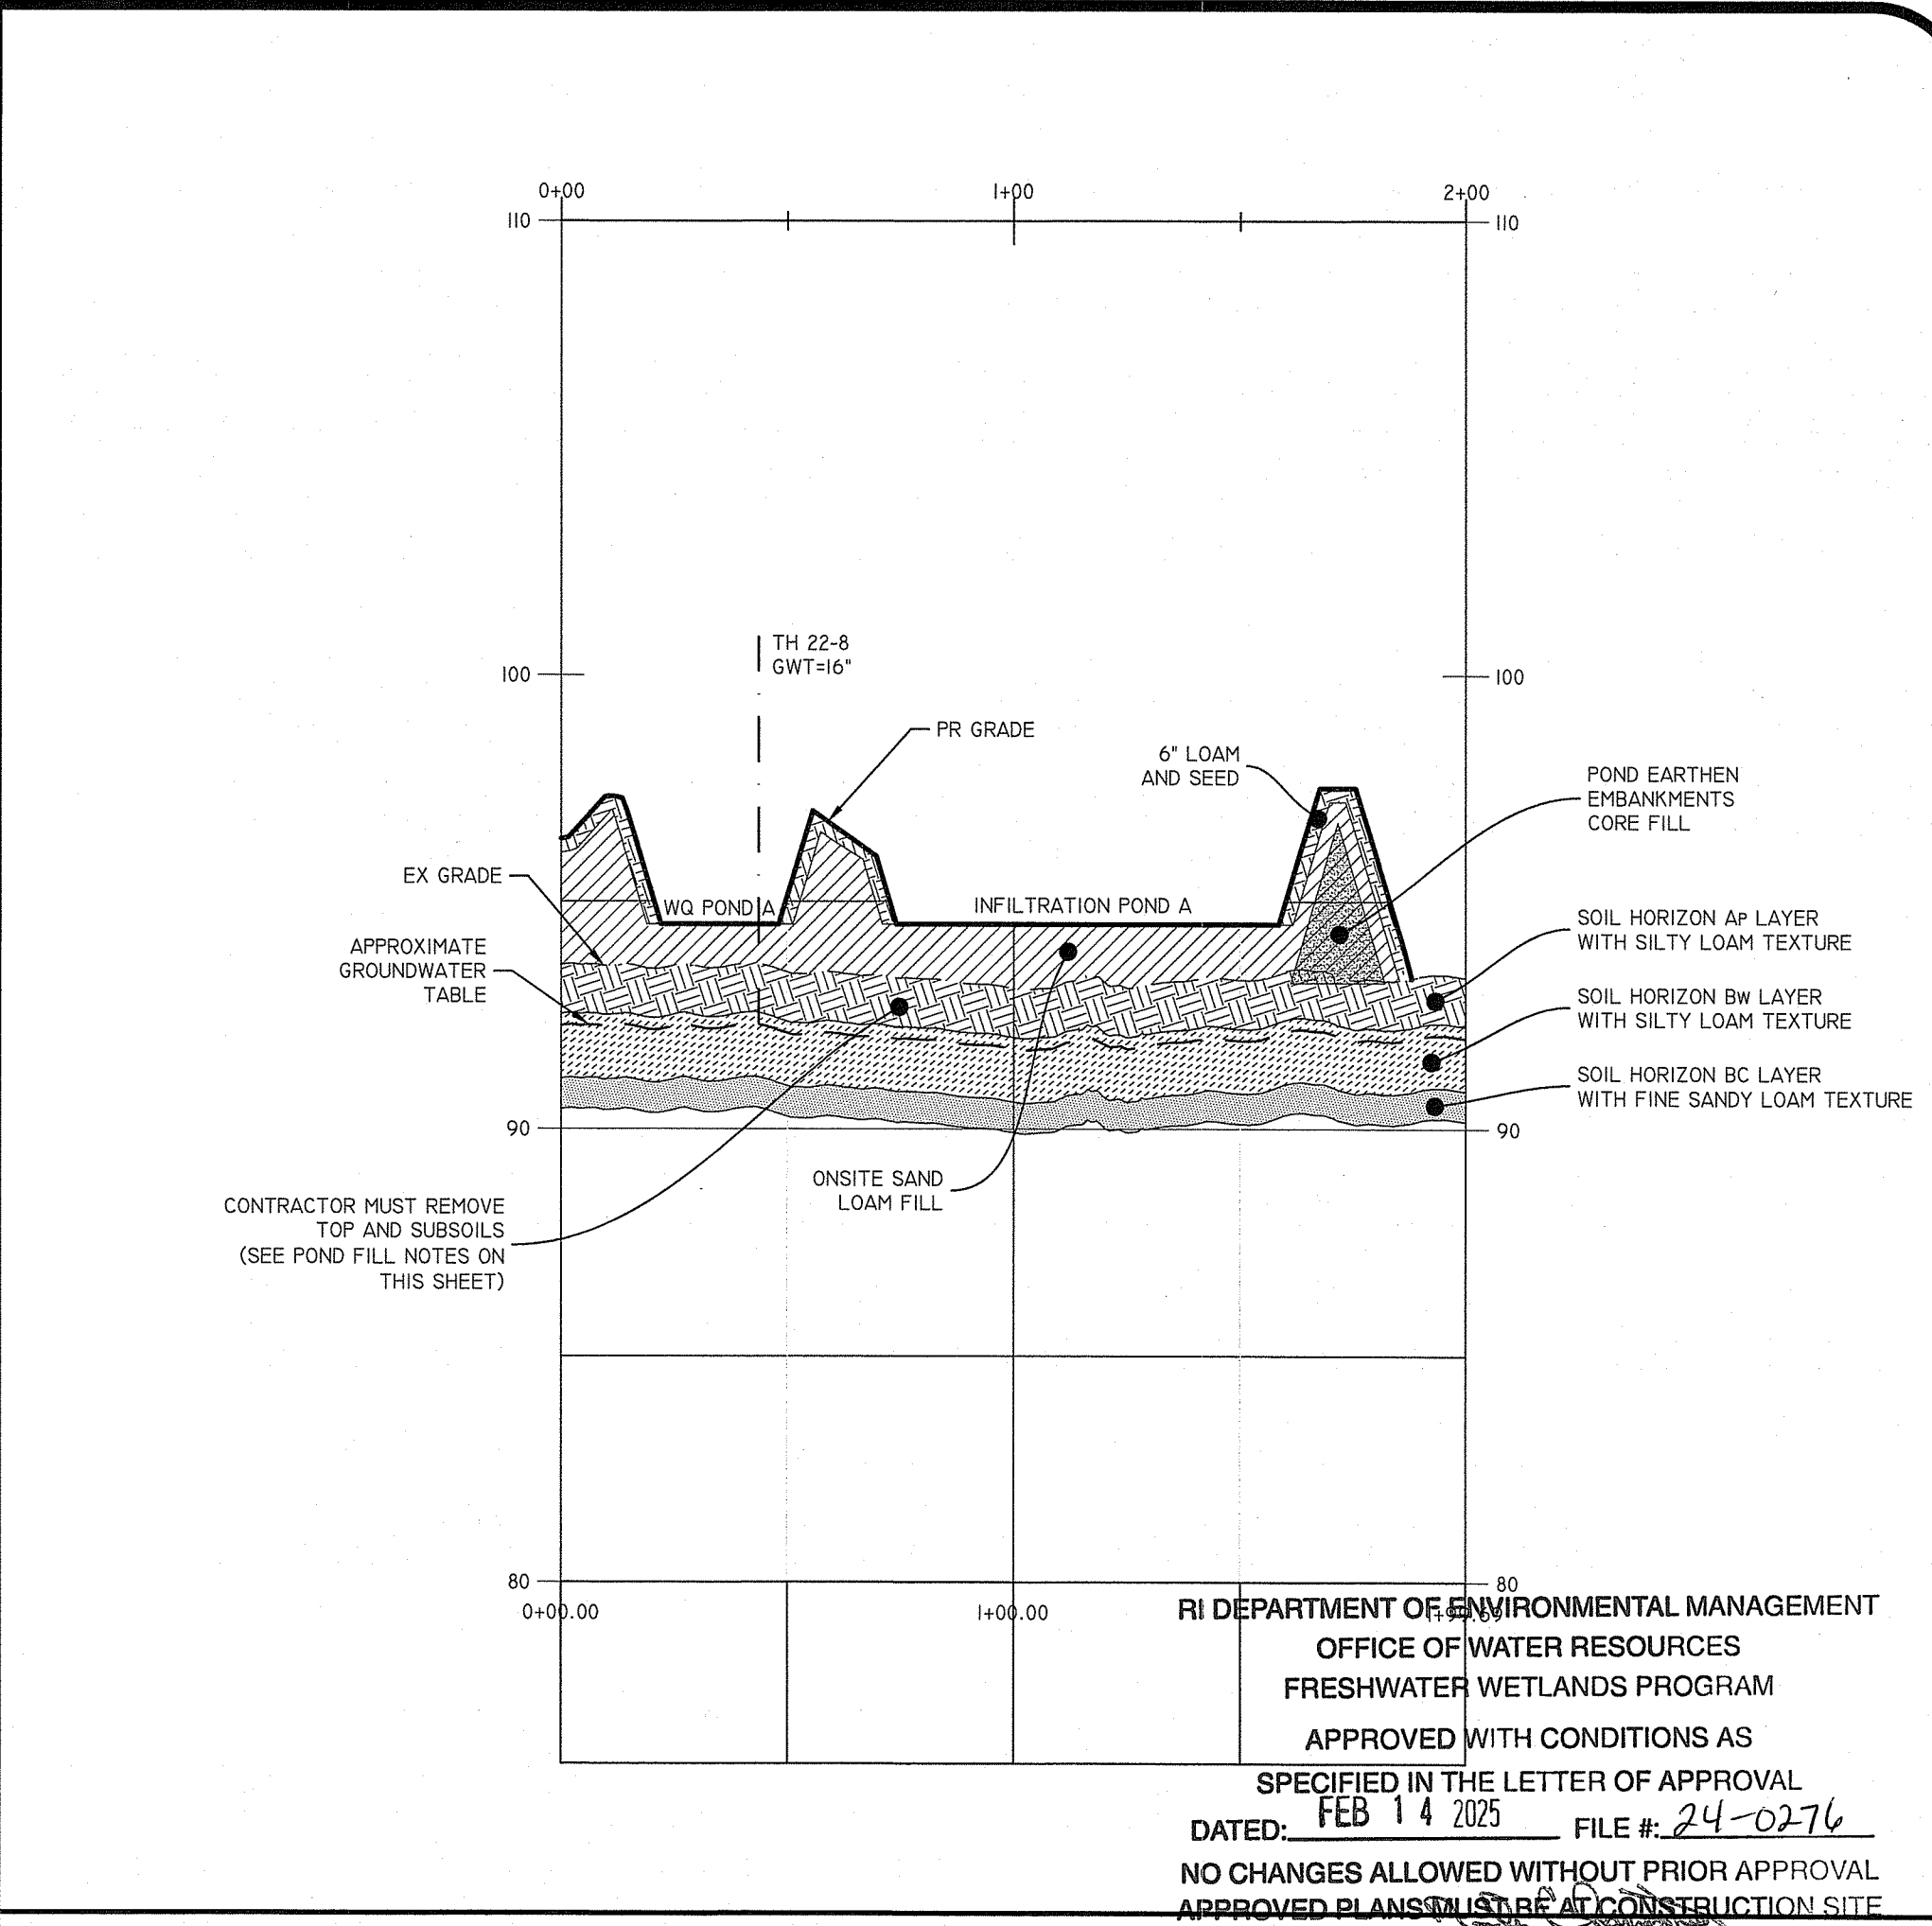 0+00
1+00
2+00
110
110
TH 22-8
GWT=16"
100
100
PR GRADE
6" LOAM
AND SEED
POND EARTHEN
EMBANKMENTS
CORE FILL
EX GRADE
WQ POND A
INFILTRATION POND A
APPROXIMATE
GROUNDWATER
TABLE
SOIL HORIZON AP LAYER
WITH SILTY LOAM TEXTURE
SOIL HORIZON BW LAYER
WITH SILTY LOAM TEXTURE
SOIL HORIZON BC LAYER
WITH FINE SANDY LOAM TEXTURE
90
90
ONSITE SAND
LOAM FILL
CONTRACTOR MUST REMOVE
TOP AND SUBSOILS
(SEE POND FILL NOTES ON
THIS SHEET)
80
80
0+00.00
1+00.00
1+99.69
RI DEPARTMENT OF ENVIRONMENTAL MANAGEMENT
OFFICE OF WATER RESOURCES
FRESHWATER WETLANDS PROGRAM
APPROVED WITH CONDITIONS AS
SPECIFIED IN THE LETTER OF APPROVAL
DATED: FEB 14 2025 FILE #: 24-0276
NO CHANGES ALLOWED WITHOUT PRIOR APPROVAL
APPROVED PLANS MUST BE AT CONSTRUCTION SITE